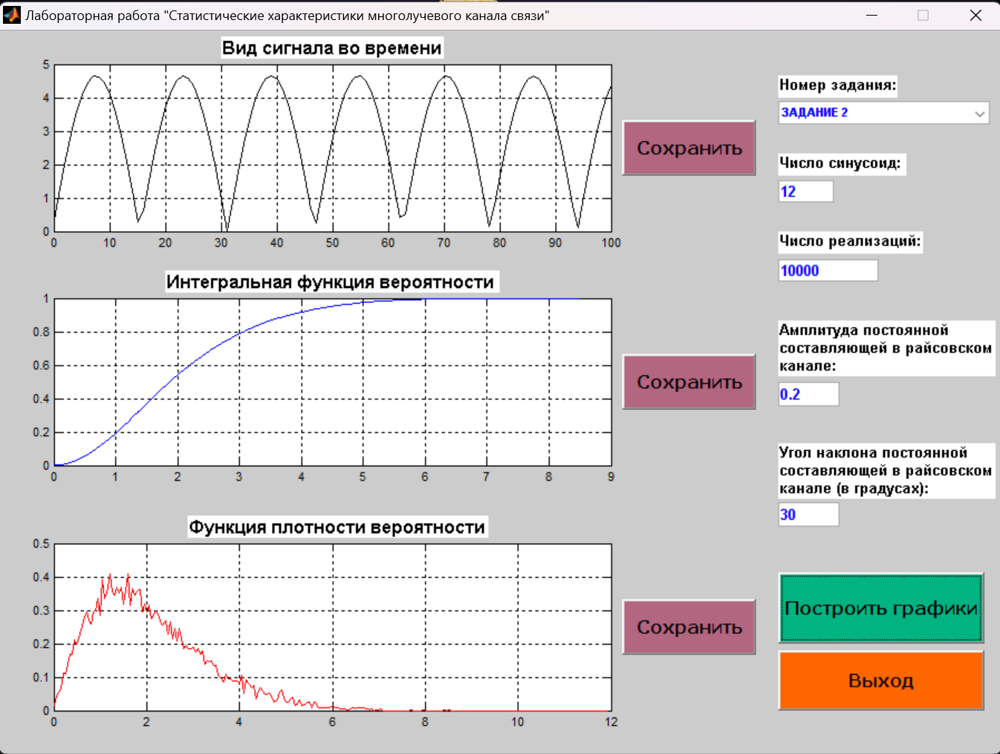 Лабораторная работа "Статистические характеристики многолучевого канала связи"
Вид сигнала во времени
5
4
3
2
1
0
0 10 20 30 40 50 60 70 80 90 100
Сохранить
Интегральная функция вероятности
1
0.8
0.6
0.4
0.2
0
0 1 2 3 4 5 6 7 8 9
Сохранить
Функция плотности вероятности
0.5
0.4
0.3
0.2
0.1
0
0 2 4 6 8 10 12
Сохранить
Номер задания:
ЗАДАНИЕ 2
Число синусоид:
12
Число реализаций:
10000
Амплитуда постоянной
составляющей в райсовском
канале:
0.2
Угол наклона постоянной
составляющей в райсовском
канале (в градусах):
30
Построить графики
Выход